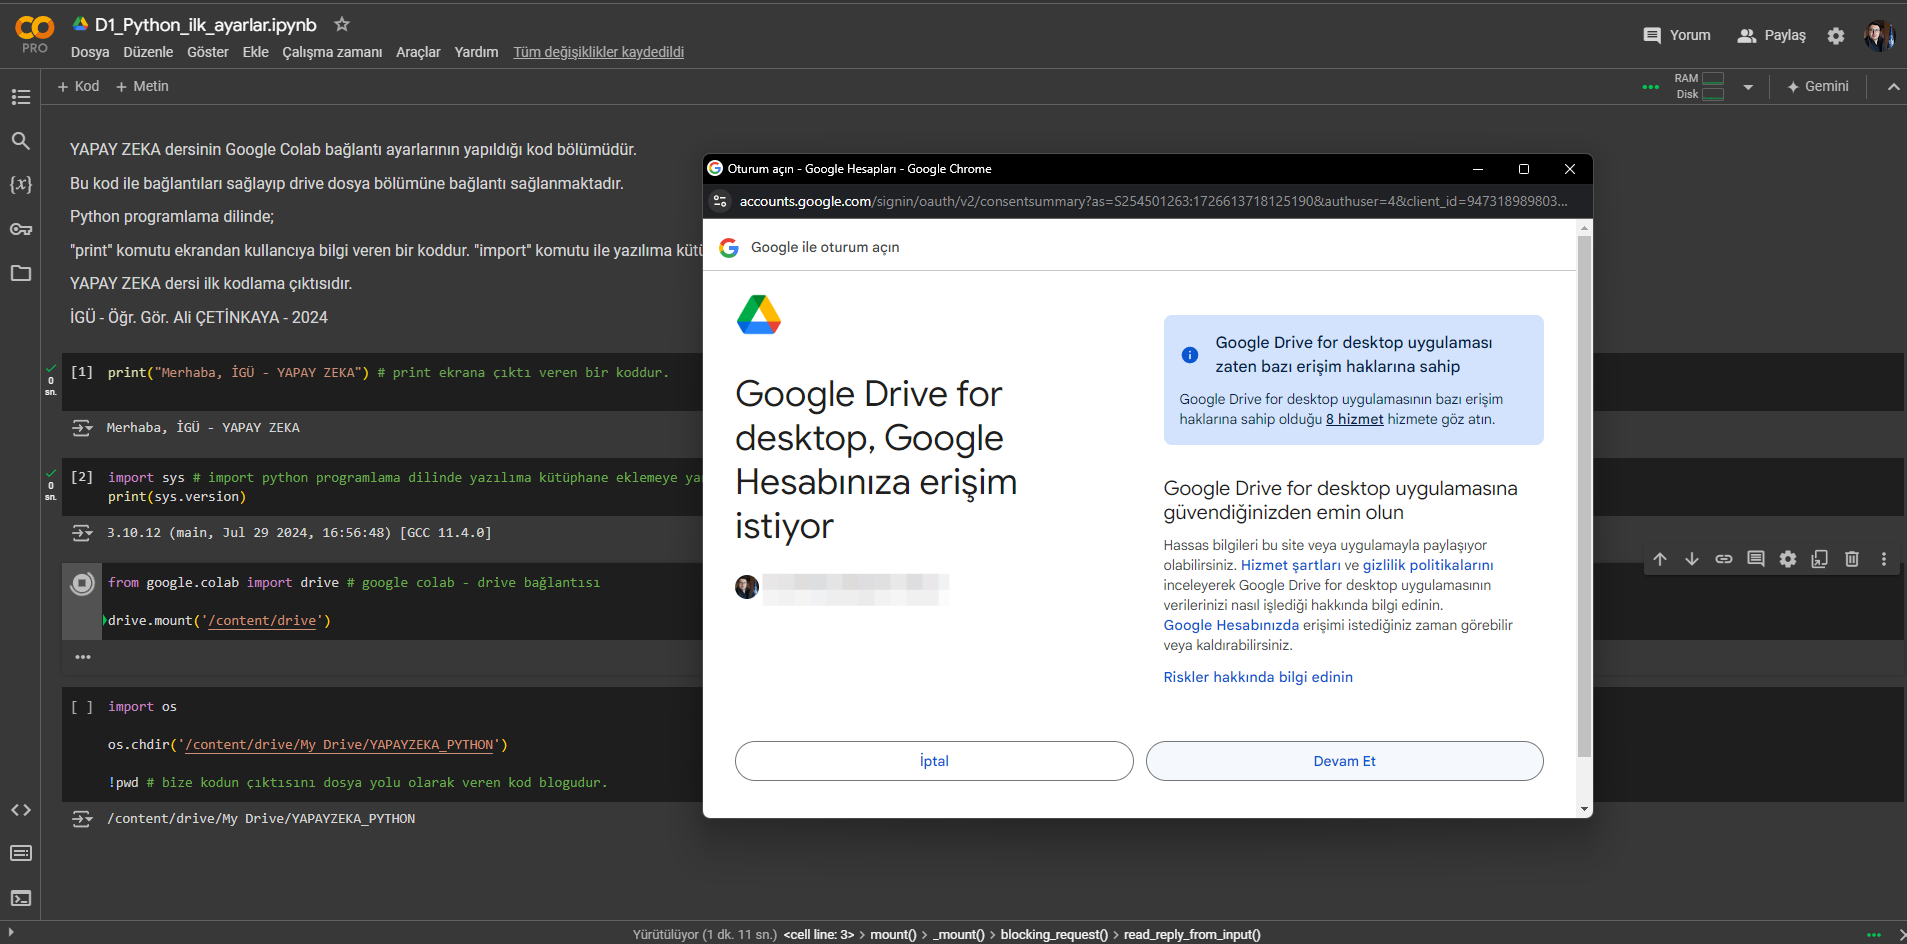 PRO
D1_Python_ilk_ayarlar.ipynb
Dosya Düzenle Göster Ekle Çalışma zamanı Araçlar Yardım Tüm değişiklikler kaydedildi
Yorum Paylaş
+ Kod + Metin
RAM
Disk
Gemini
YAPAY ZEKA dersinin Google Colab bağlantı ayarlarının yapıldığı kod bölümüdür.
Bu kod ile bağlantıları sağlayıp drive dosya bölümüne bağlantı sağlanmaktadır.
Python programlama dilinde;
"print" komutu ekrandan kullancıya bilgi veren bir koddur. "import" komutu ile yazılıma kütü
YAPAY ZEKA dersi ilk kodlama çıktısıdır.
İGÜ - Öğr. Gör. Ali ÇETİNKAYA - 2024
0
sn.
[1] print("Merhaba, İGÜ - YAPAY ZEKA") # print ekrana çıktı veren bir koddur.
Merhaba, İGÜ - YAPAY ZEKA
0
sn.
[2] import sys # import python programlama dilinde yazılıma kütüphane eklemeye ya
print(sys.version)
3.10.12 (main, Jul 29 2024, 16:56:48) [GCC 11.4.0]
from google.colab import drive # google colab - drive bağlantısı
drive.mount('/content/drive')
[ ] import os
os.chdir('/content/drive/My Drive/YAPAYZEKA_PYTHON')
!pwd # bize kodun çıktısını dosya yolu olarak veren kod blogudur.
/content/drive/My Drive/YAPAYZEKA_PYTHON
Oturum açın - Google Hesapları - Google Chrome
accounts.google.com/signin/oauth/v2/consentsummary?as=S254501263:1726613718125190&authuser=4&client_id=947318989803...
Google ile oturum açın
Google Drive for
desktop, Google
Hesabınıza erişim
istiyor
Google Drive for desktop uygulaması
zaten bazı erişim haklarına sahip
Google Drive for desktop uygulamasının bazı erişim
haklarına sahip olduğu 8 hizmet hizmete göz atın.
Google Drive for desktop uygulamasına
güvendiğinizden emin olun
Hassas bilgileri bu site veya uygulamayla paylaşıyor
olabilirsiniz. Hizmet şartları ve gizlilik politikalarını
inceleyerek Google Drive for desktop uygulamasının
verilerinizi nasıl işlediği hakkında bilgi edinin.
Google Hesabınızda erişimi istediğiniz zaman görebilir
veya kaldırabilirsiniz.
Riskler hakkında bilgi edinin
İptal
Devam Et
Yürütülüyor (1 dk. 11 sn.) <cell line: 3> > mount() > _mount() > blocking_request() > read_reply_from_input()